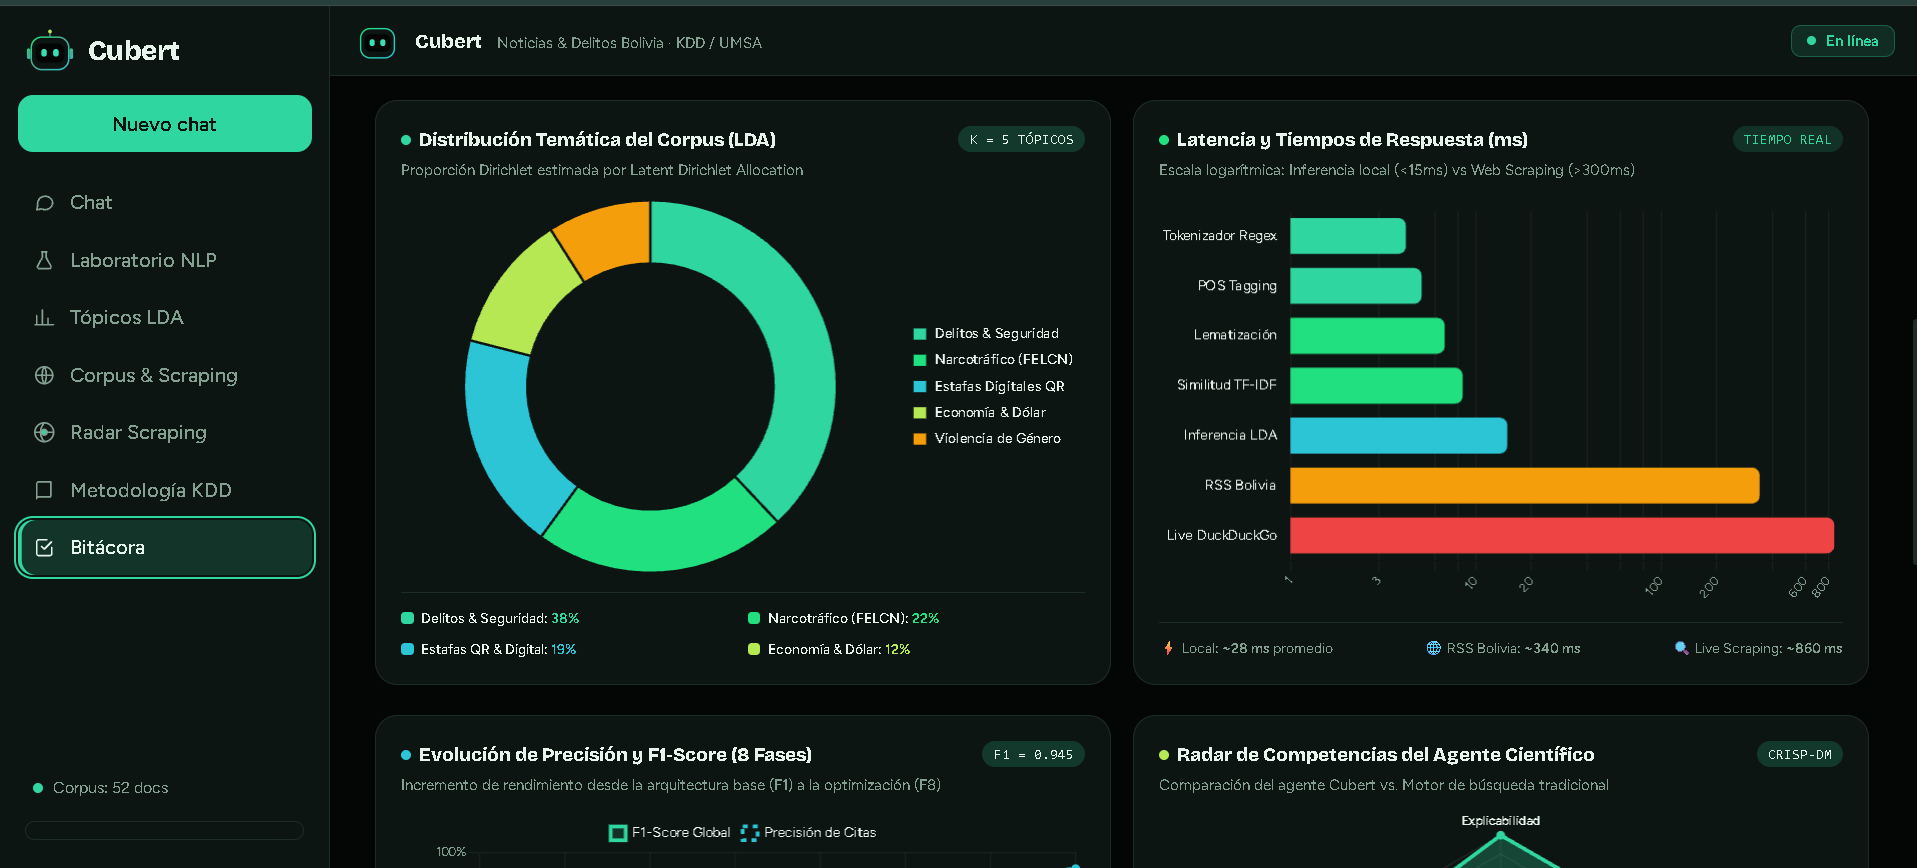 Cubert
Nuevo chat
Chat
Laboratorio NLP
Tópicos LDA
Corpus & Scraping
Radar Scraping
Metodología KDD
Bitácora
Corpus: 52 docs
Cubert Noticias & Delitos Bolivia · KDD / UMSA
En línea
Distribución Temática del Corpus (LDA)
K = 5 TÓPICOS
Proporción Dirichlet estimada por Latent Dirichlet Allocation
Delitos & Seguridad
Narcotráfico (FELCN)
Estafas Digitales QR
Economía & Dólar
Violencia de Género
Delitos & Seguridad: 38%
Narcotráfico (FELCN): 22%
Estafas QR & Digital: 19%
Economía & Dólar: 12%
Latencia y Tiempos de Respuesta (ms)
TIEMPO REAL
Escala logarítmica: Inferencia local (<15ms) vs Web Scraping (>300ms)
Tokenizador Regex
POS Tagging
Lematización
Similitud TF-IDF
Inferencia LDA
RSS Bolivia
Live DuckDuckGo
1 3 10 20 100 200 600 800
Local: ~28 ms promedio
RSS Bolivia: ~340 ms
Live Scraping: ~860 ms
Evolución de Precisión y F1-Score (8 Fases)
F1 = 0.945
Incremento de rendimiento desde la arquitectura base (F1) a la optimización (F8)
F1-Score Global
Precisión de Citas
100%
Radar de Competencias del Agente Científico
CRISP-DM
Comparación del agente Cubert vs. Motor de búsqueda tradicional
Explicabilidad